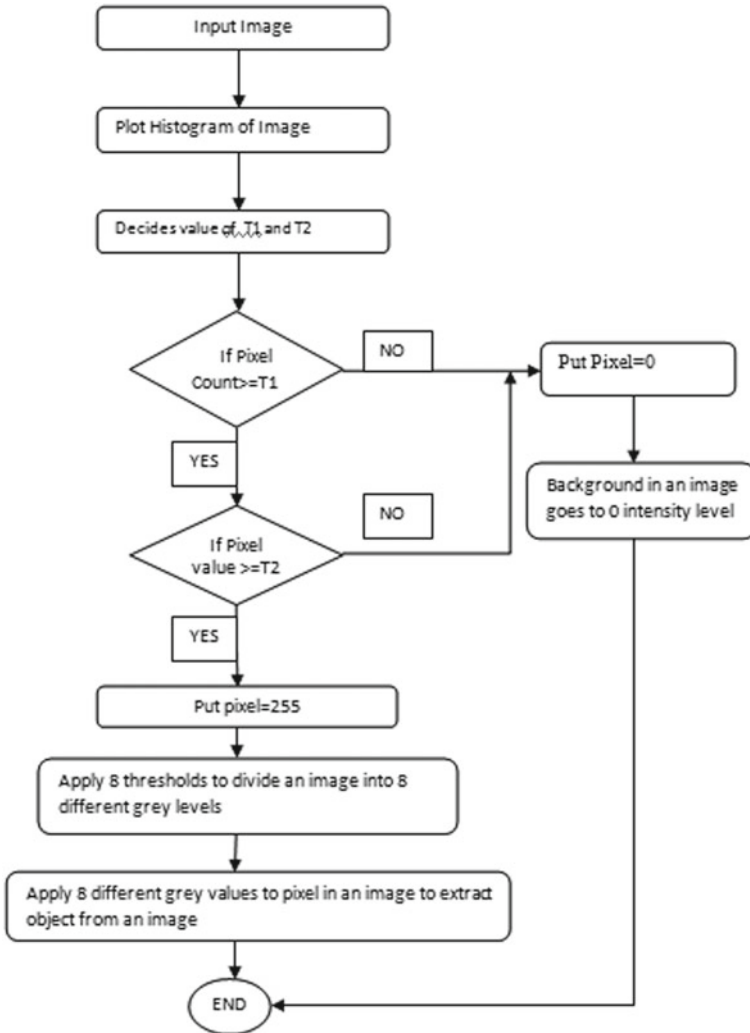 Input Image
Plot Histogram of Image
Decides value of T1 and T2
If Pixel
Count>=T1
NO
Put Pixel=0
YES
Background in an image
goes to 0 intensity level
NO
If Pixel
value >=T2
YES
Put pixel=255
Apply 8 thresholds to divide an image into 8
different grey levels
Apply 8 different grey values to pixel in an image to extract
object from an image
END